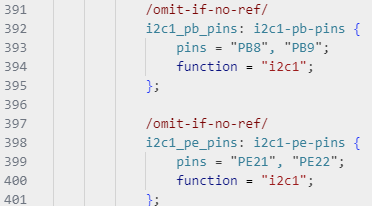 391 /omit-if-no-ref/
392 i2c1_pb_pins: i2c1-pb-pins {
393 pins = "PB8", "PB9";
394 function = "i2c1";
395 };
396
397 /omit-if-no-ref/
398 i2c1_pe_pins: i2c1-pe-pins {
399 pins = "PE21", "PE22";
400 function = "i2c1";
401 };